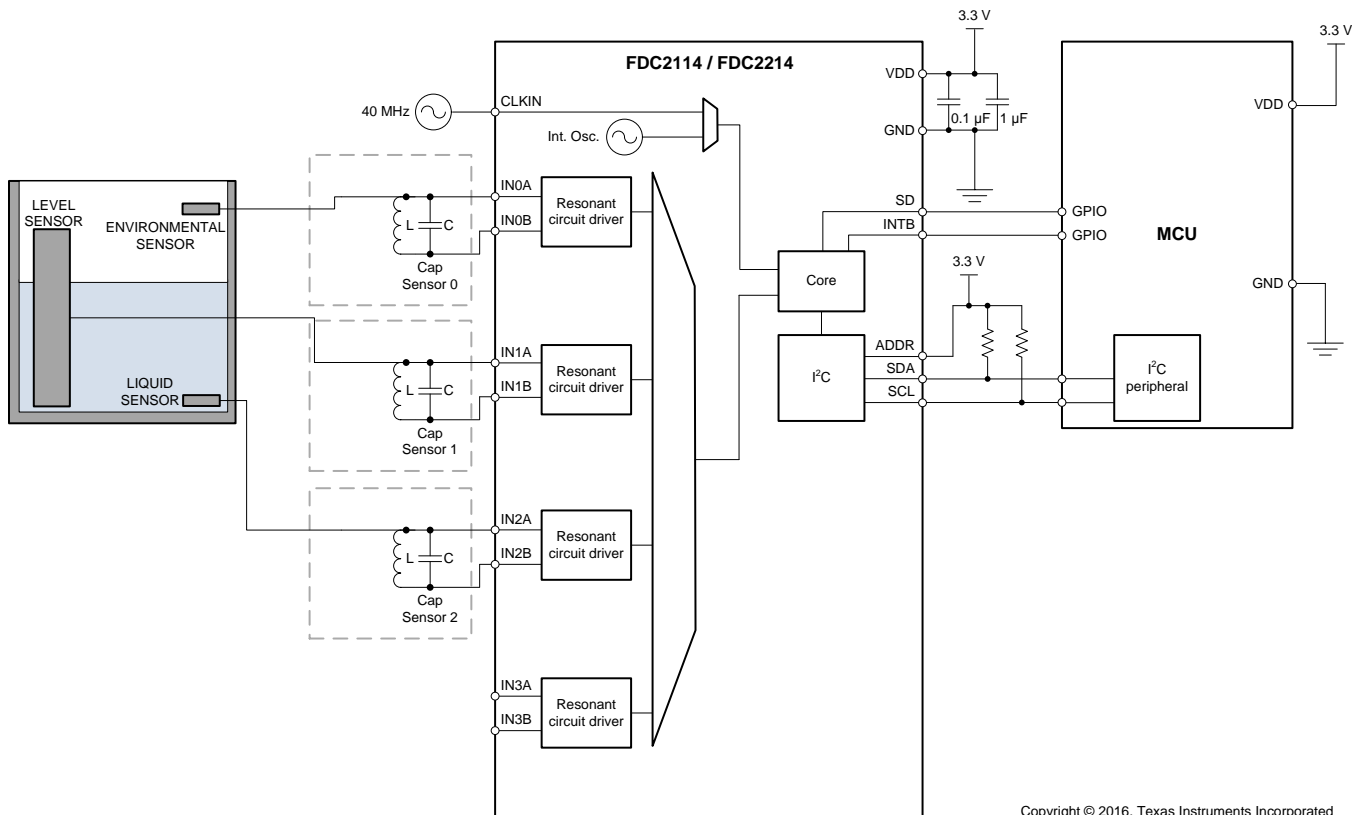 3.3 V
3.3 V
FDC2114 / FDC2214
VDD
CLKIN
40 MHz
0.1 µF
1 µF
VDD
Int. Osc.
GND
IN0A
LEVEL
SENSOR
ENVIRONMENTAL
SENSOR
Resonant
circuit driver
SD
GPIO
IN0B
L
C
INTB
GPIO
MCU
Cap
Sensor 0
3.3 V
Core
GND
IN1A
ADDR
Resonant
circuit driver
I²C
SDA
I²C
peripheral
L
C
IN1B
SCL
LIQUID
SENSOR
Cap
Sensor 1
IN2A
Resonant
circuit driver
L
C
IN2B
Cap
Sensor 2
IN3A
Resonant
circuit driver
IN3B
Copyright © 2016, Texas Instruments Incorporated